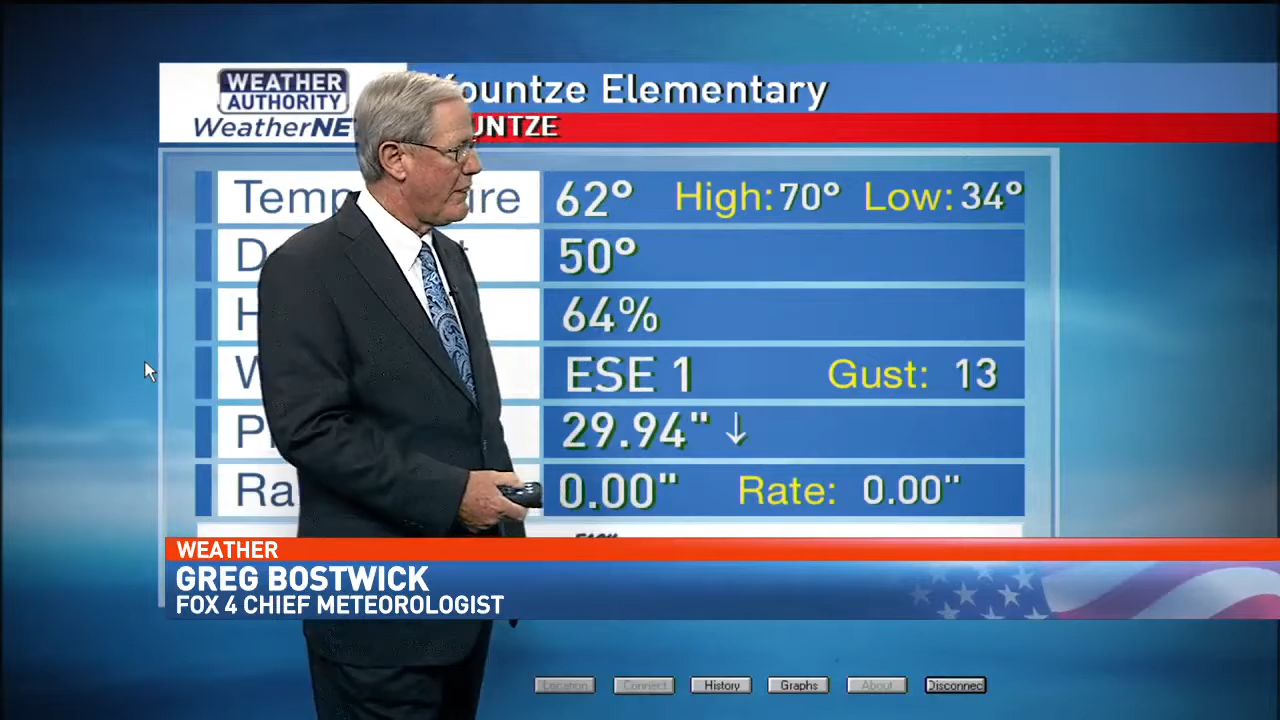 WEATHER
AUTHORITY
WeatherNE
ountze Elementary
UNTZE
Temp re 62° High: 70° Low: 34°
D t 50°
H 64%
W ESE 1 Gust: 13
P 29.94" ↓
Ra 0.00" Rate: 0.00"
WEATHER
GREG BOSTWICK
FOX 4 CHIEF METEOROLOGIST
Location Connect History Graphs About Disconnec